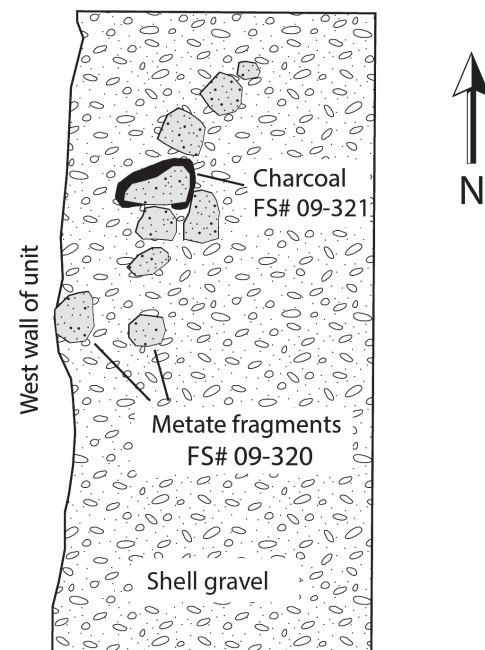 N
Charcoal
FS# 09-321
West wall of unit
Metate fragments
FS# 09-320
Shell gravel